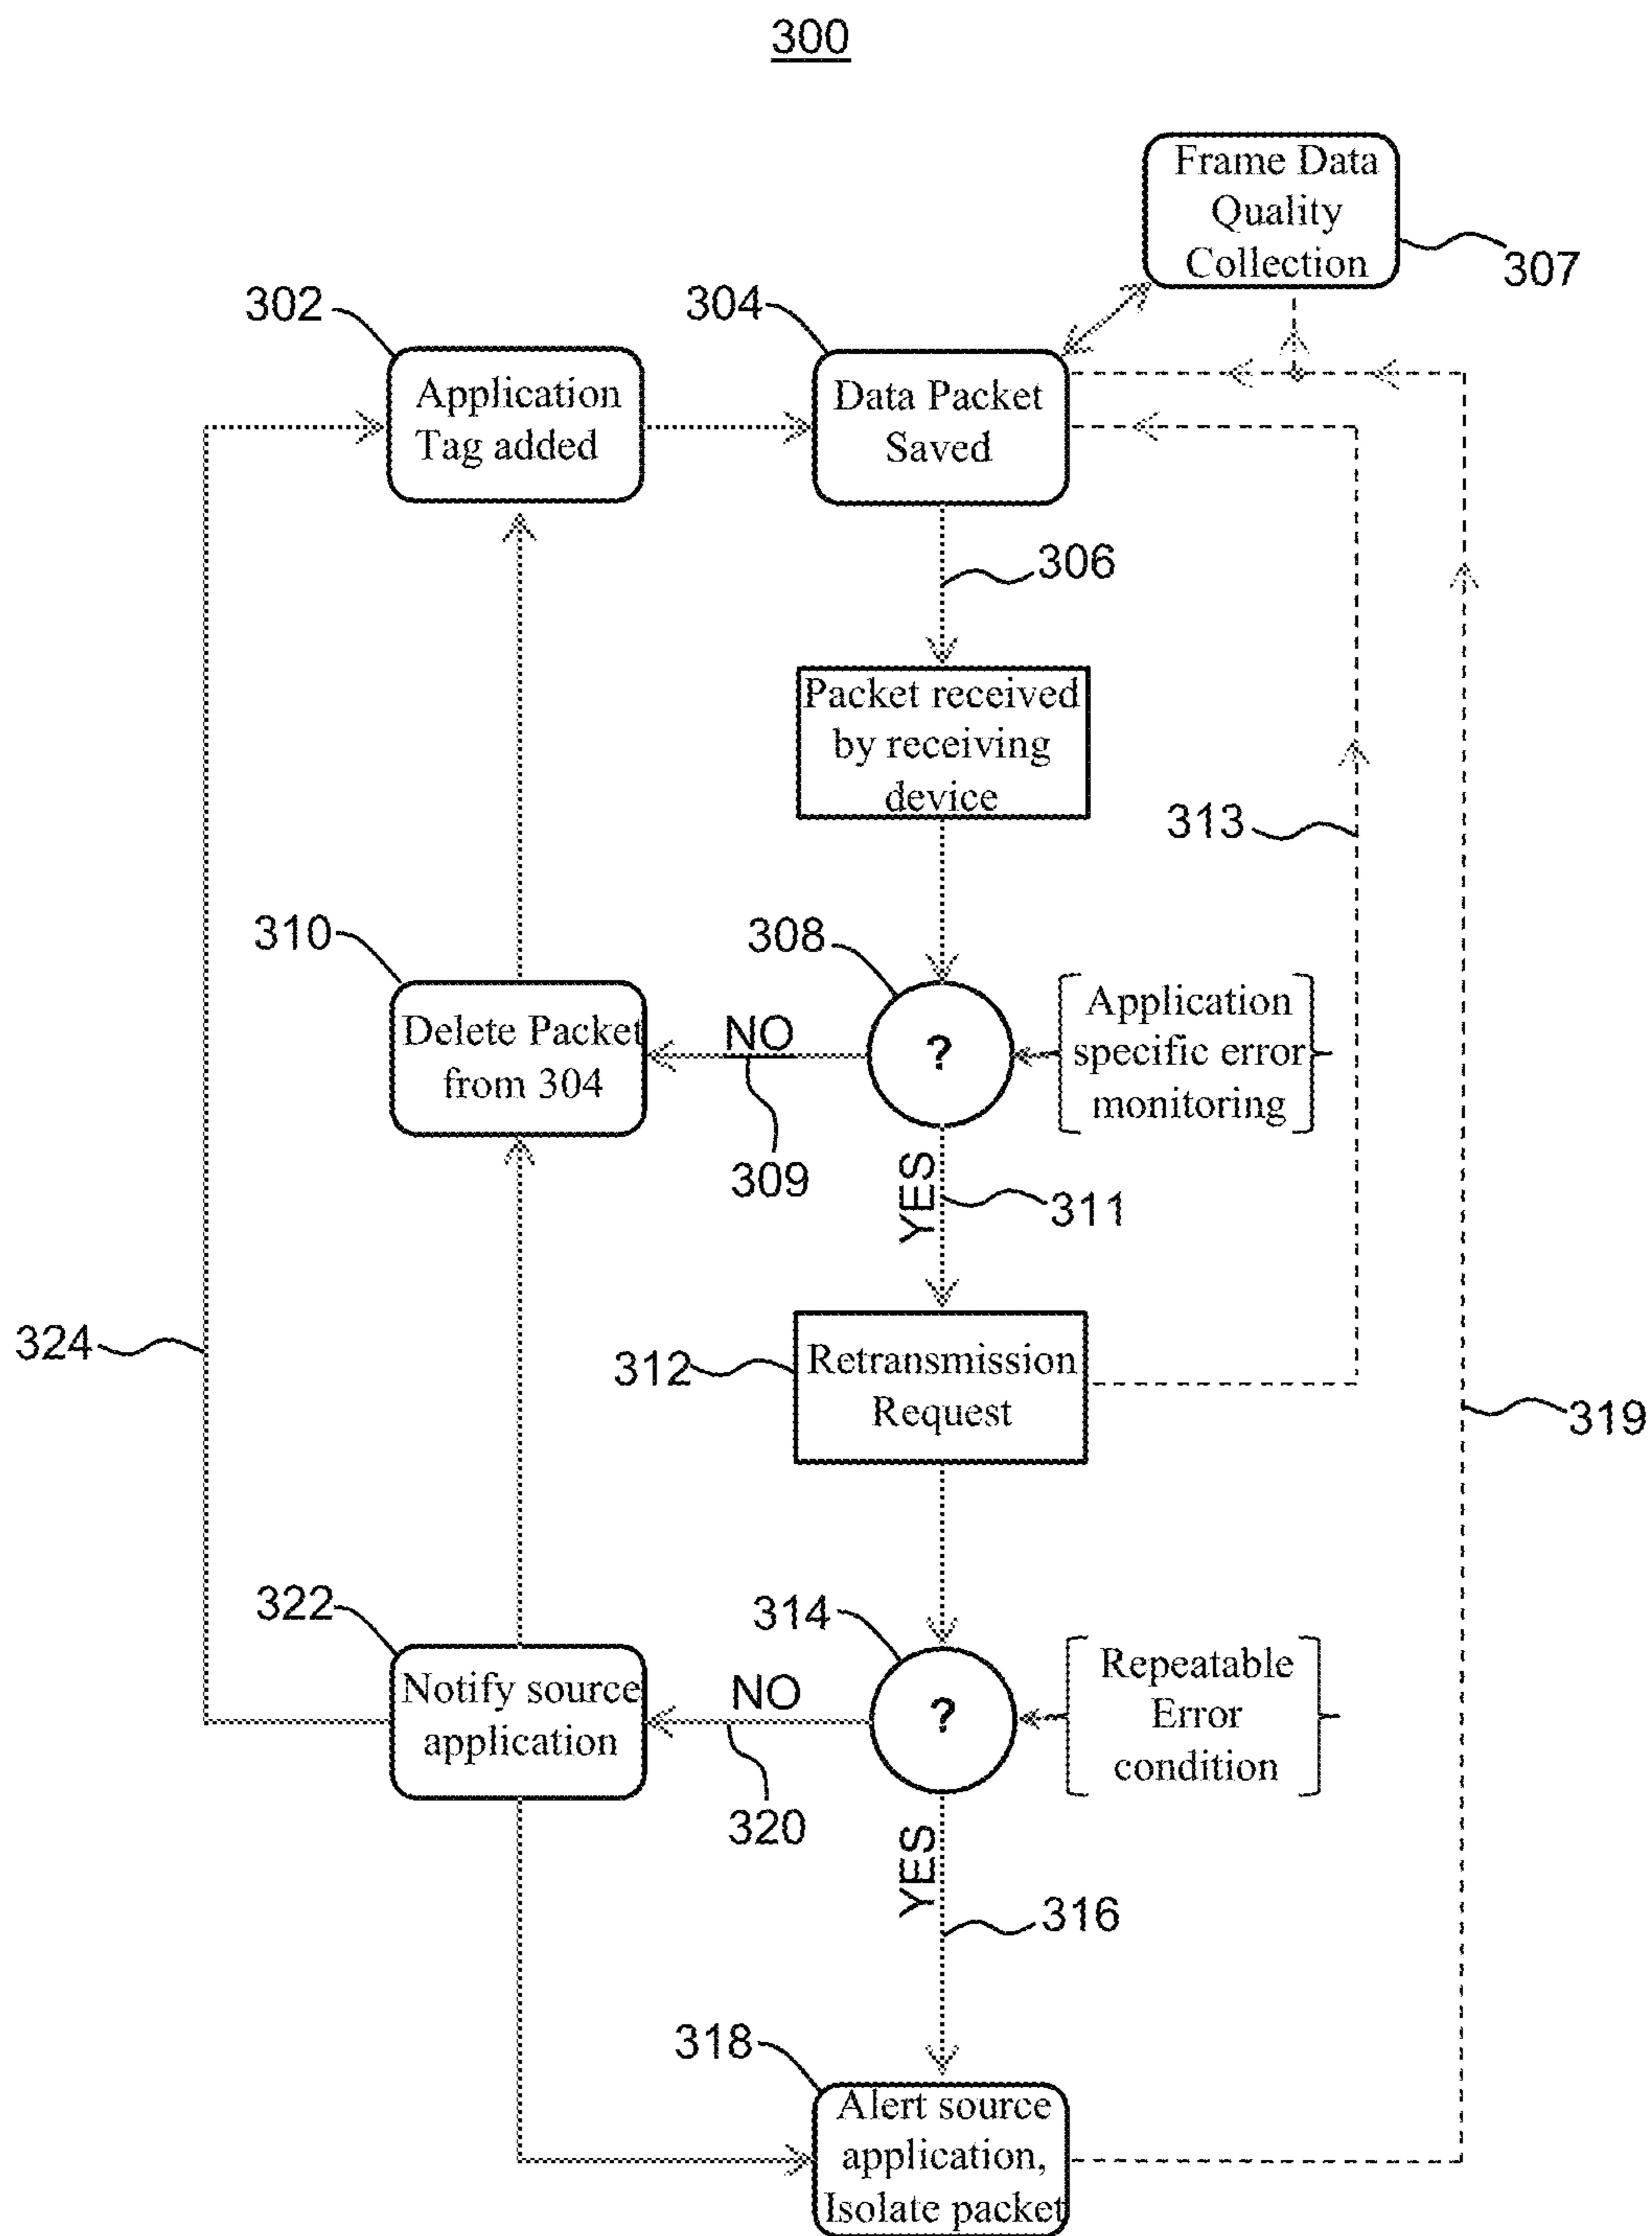 300
Frame Data
Quality
Collection
307
302
304
Application
Tag added
Data Packet
Saved
306
Packet received
by receiving
device
313
310
308
Delete Packet
from 304
NO
309
?
Application
specific error
monitoring
YES
311
324
312
Retransmission
Request
319
322
314
Notify source
application
NO
320
?
Repeatable
Error
condition
YES
316
318
Alert source
application,
Isolate packet